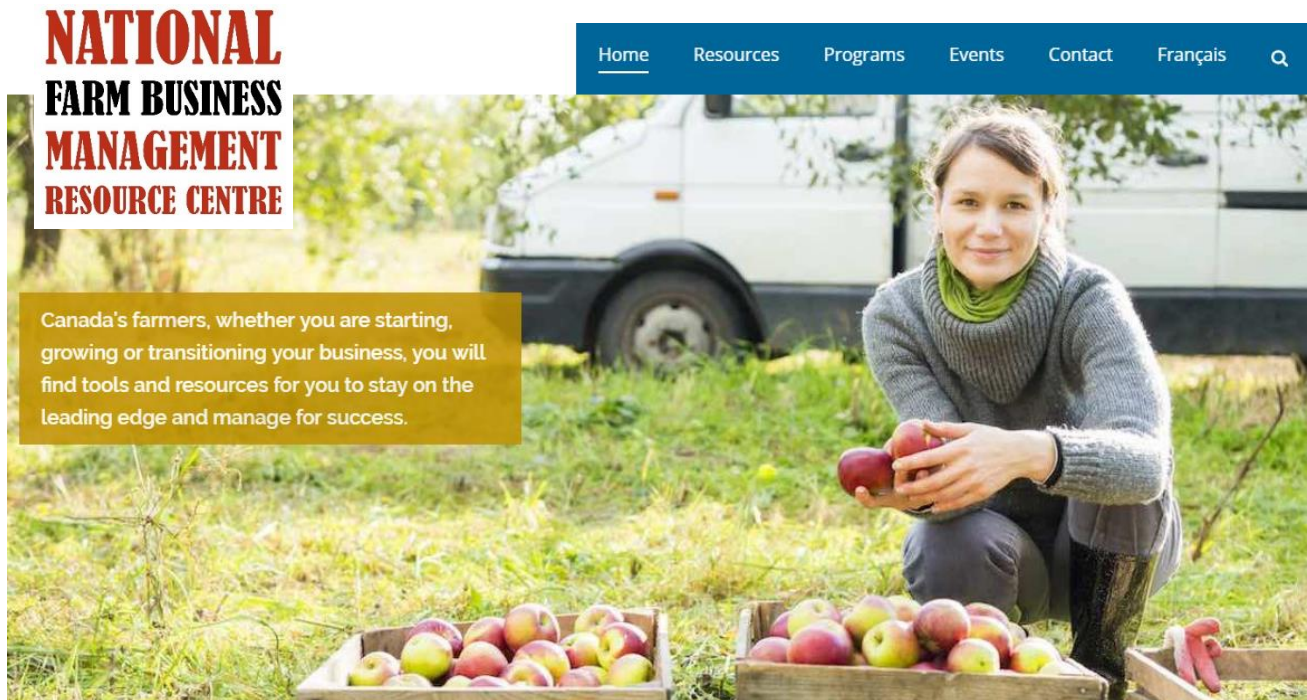 NATIONAL
FARM BUSINESS
MANAGEMENT
RESOURCE CENTRE
Home Resources Programs Events Contact Français
Canada's farmers, whether you are starting,
growing or transitioning your business, you will
find tools and resources for you to stay on the
leading edge and manage for success.